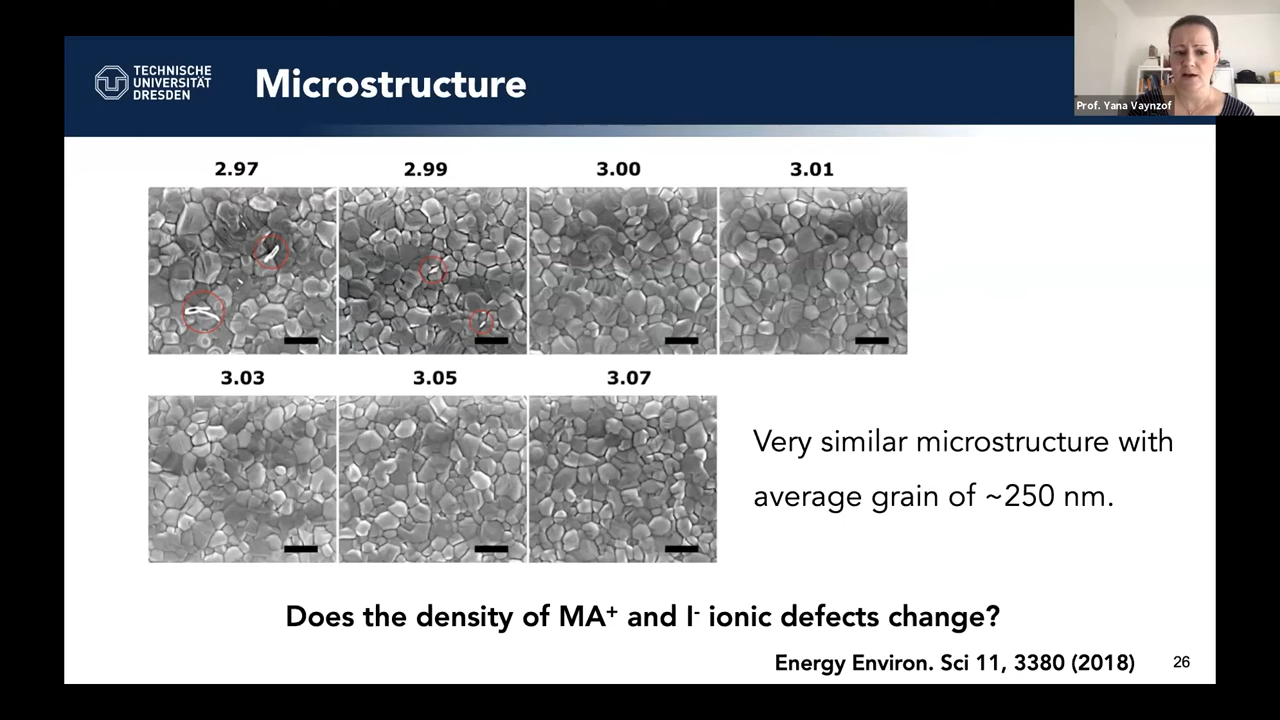 TECHNISCHE
UNIVERSITÄT
DRESDEN
Microstructure
Prof. Yana Vaynzof
2.97 2.99 3.00 3.01
3.03 3.05 3.07
Very similar microstructure with
average grain of ~250 nm.
Does the density of MA⁺ and I⁻ ionic defects change?
Energy Environ. Sci 11, 3380 (2018)
26